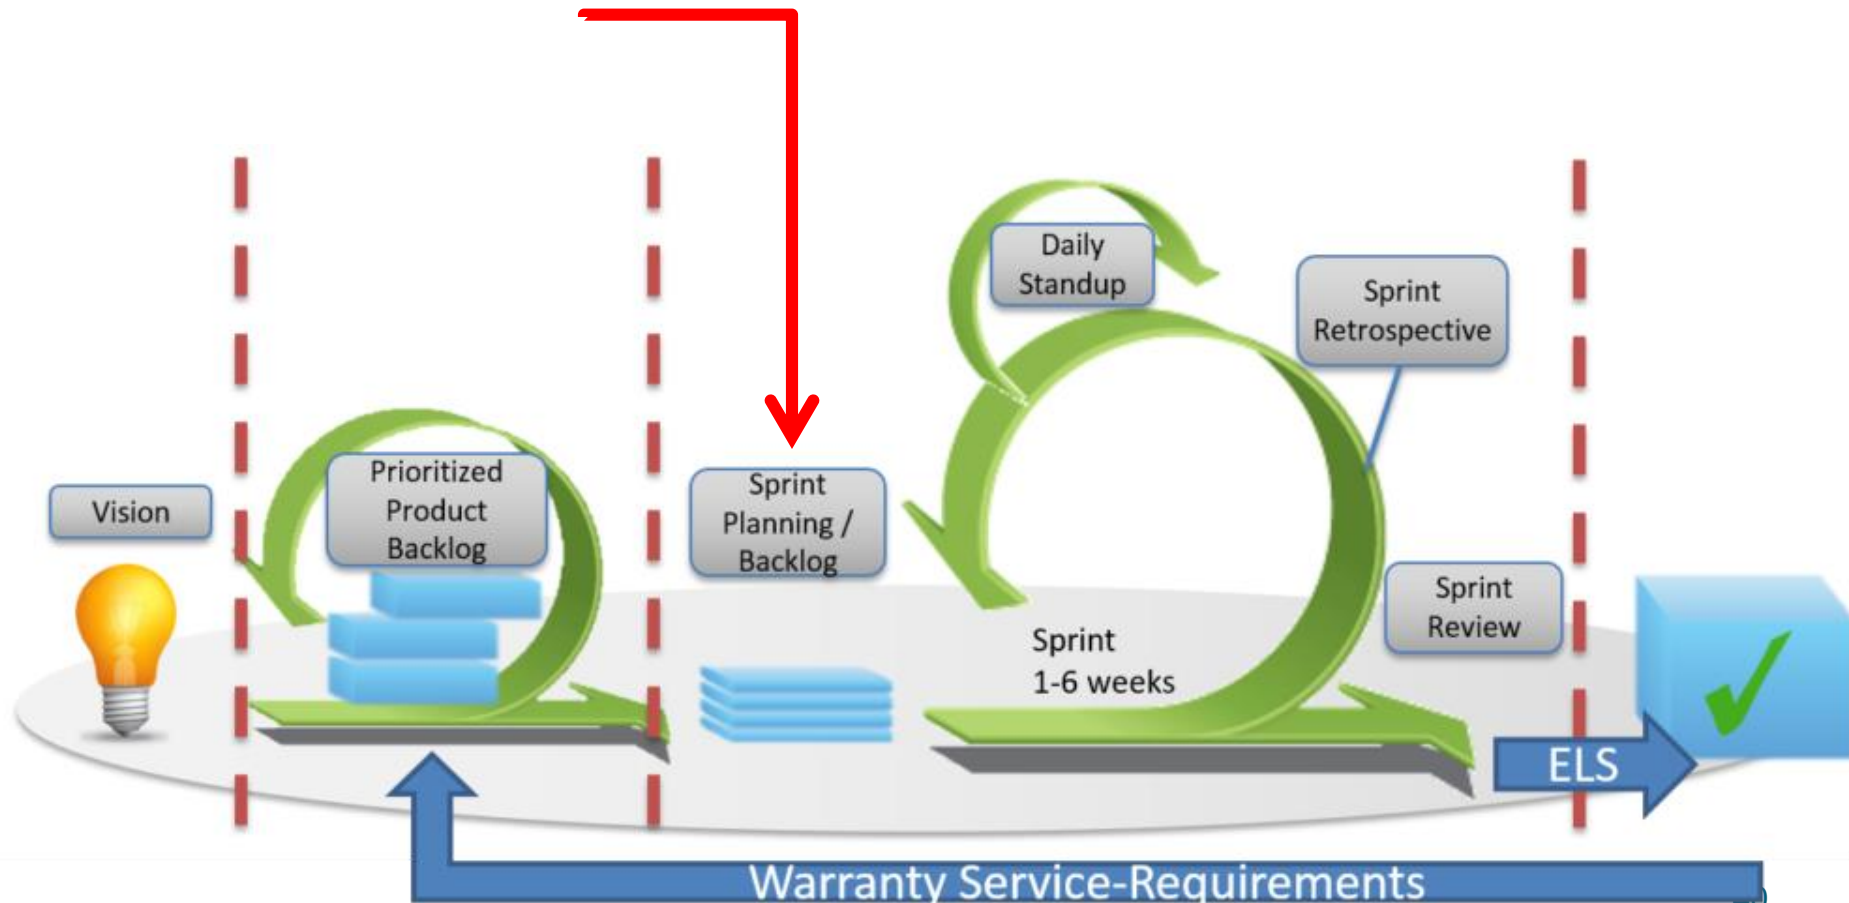 Daily
Standup
Sprint
Retrospective
Vision
Prioritized
Product
Backlog
Sprint
Planning /
Backlog
Sprint
1-6 weeks
Sprint
Review
ELS
Warranty Service-Requirements